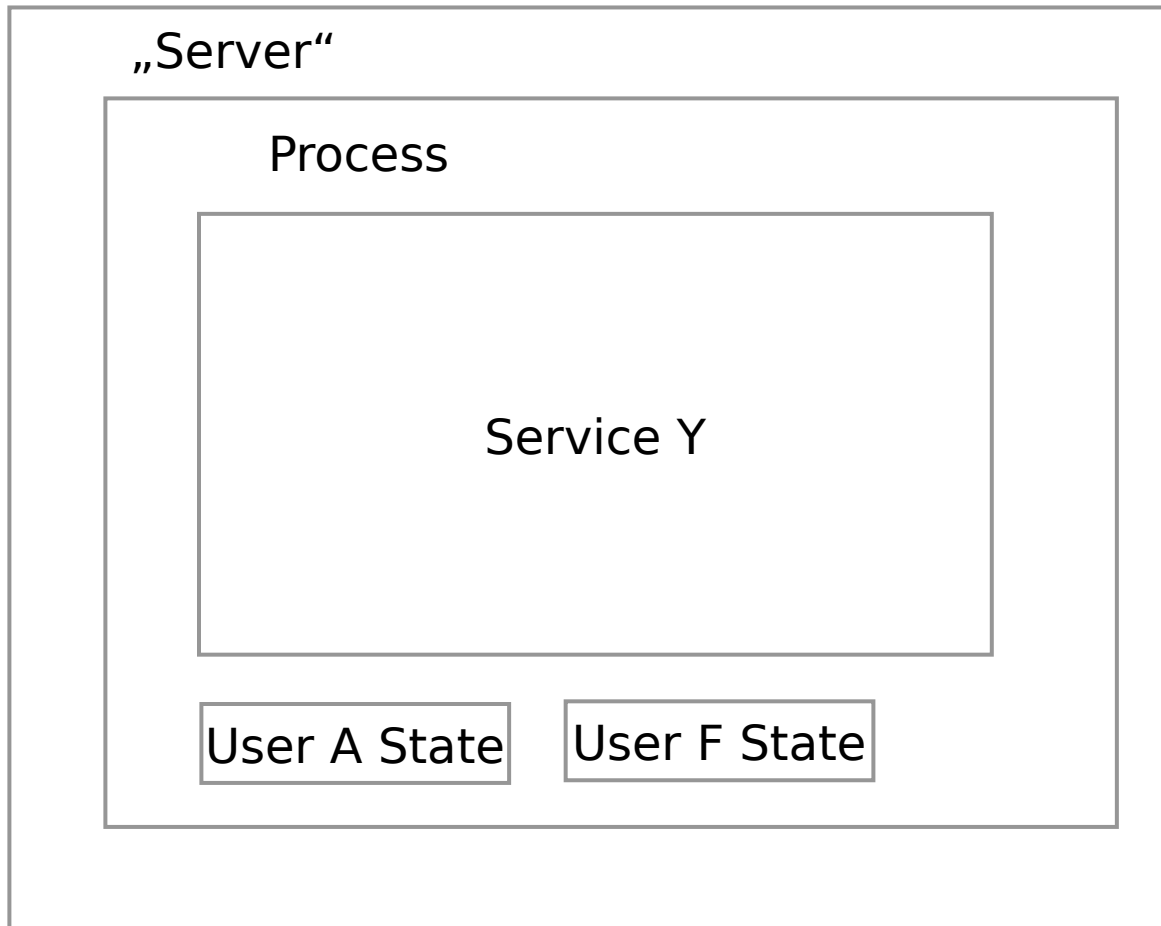 „Server“
Process
Service Y
User A State
User F State